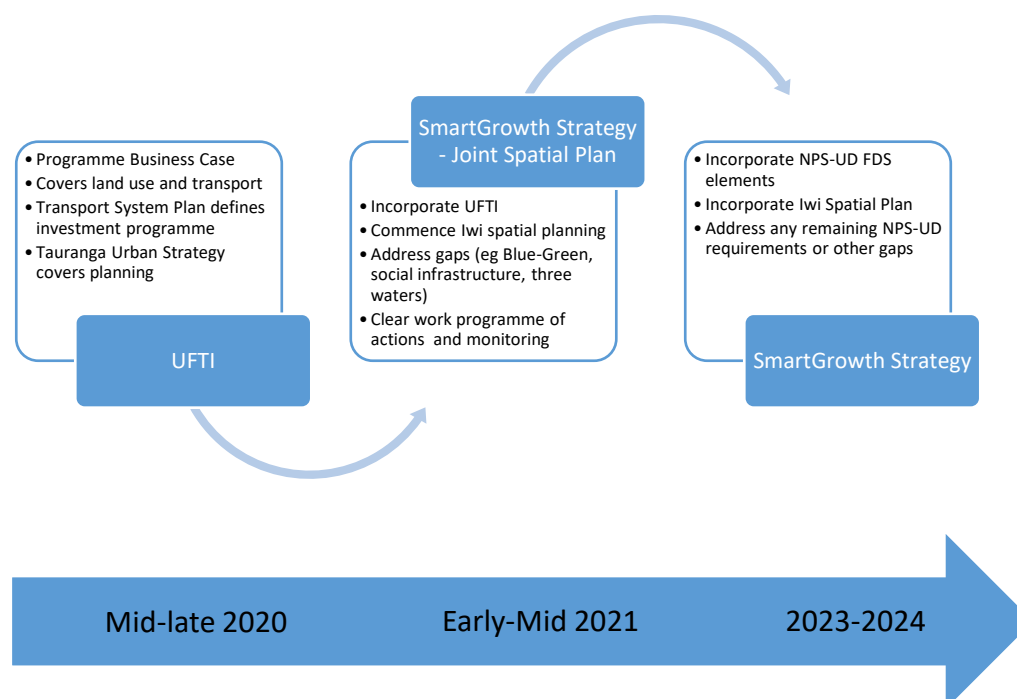 • Programme Business Case
• Covers land use and transport
• Transport System Plan defines
investment programme
• Tauranga Urban Strategy
covers planning
UFTI
SmartGrowth Strategy
- Joint Spatial Plan
• Incorporate UFTI
• Commence Iwi spatial planning
• Address gaps (eg Blue-Green,
social infrastructure, three
waters)
• Clear work programme of
actions and monitoring
• Incorporate NPS-UD FDS
elements
• Incorporate Iwi Spatial Plan
• Address any remaining NPS-UD
requirements or other gaps
SmartGrowth Strategy
Mid-late 2020
Early-Mid 2021
2023-2024